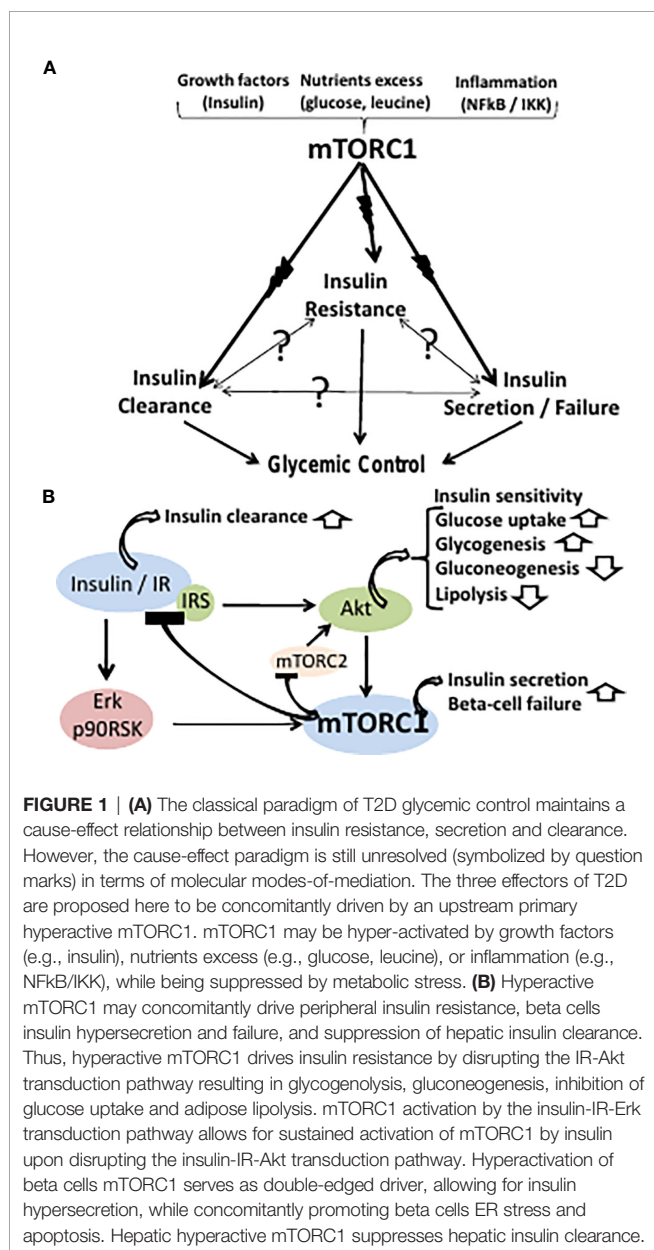 A
Growth factors Nutrients excess Inflammation
(Insulin) (glucose, leucine) (NFkB / IKK)
mTORC1
Insulin
Resistance
? ?
Insulin ? Insulin
Clearance Secretion / Failure
Glycemic Control
B
Insulin sensitivity
Insulin clearance
Glucose uptake
Glycogenesis
Gluconeogenesis
Lipolysis
Insulin / IR
IRS
Akt
mTORC2
Insulin secretion
Beta-cell failure
Erk
p90RSK
mTORC1
FIGURE 1 | (A) The classical paradigm of T2D glycemic control maintains a
cause-effect relationship between insulin resistance, secretion and clearance.
However, the cause-effect paradigm is still unresolved (symbolized by question
marks) in terms of molecular modes-of-mediation. The three effectors of T2D
are proposed here to be concomitantly driven by an upstream primary
hyperactive mTORC1. mTORC1 may be hyper-activated by growth factors
(e.g., insulin), nutrients excess (e.g., glucose, leucine), or inflammation (e.g.,
NFkB/IKK), while being suppressed by metabolic stress. (B) Hyperactive
mTORC1 may concomitantly drive peripheral insulin resistance, beta cells
insulin hypersecretion and failure, and suppression of hepatic insulin clearance.
Thus, hyperactive mTORC1 drives insulin resistance by disrupting the IR-Akt
transduction pathway resulting in glycogenolysis, gluconeogenesis, inhibition of
glucose uptake and adipose lipolysis. mTORC1 activation by the insulin-IR-Erk
transduction pathway allows for sustained activation of mTORC1 by insulin
upon disrupting the insulin-IR-Akt transduction pathway. Hyperactivation of
beta cells mTORC1 serves as double-edged driver, allowing for insulin
hypersecretion, while concomitantly promoting beta cells ER stress and
apoptosis. Hepatic hyperactive mTORC1 suppresses hepatic insulin clearance.